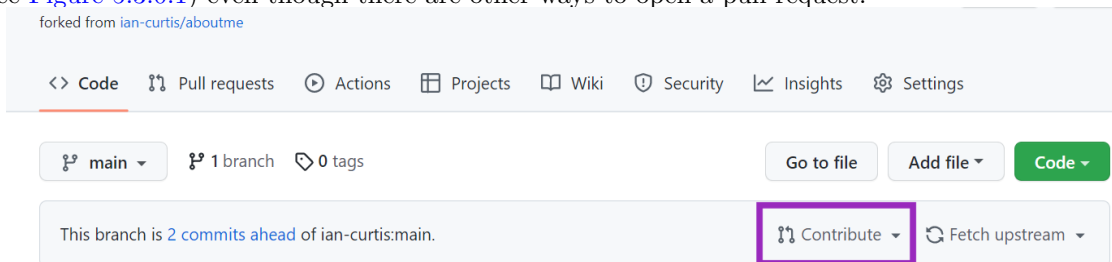 forked from ian-curtis/aboutme
<> Code Pull requests Actions Projects Wiki Security Insights Settings
main 1 branch 0 tags Go to file Add file Code
This branch is 2 commits ahead of ian-curtis:main. Contribute Fetch upstream